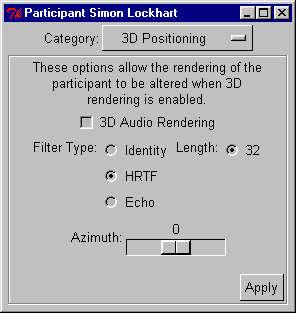 Participant Simon Lockhart
Category: 3D Positioning
These options allow the rendering of the
participant to be altered when 3D
rendering is enabled.
3D Audio Rendering
Filter Type: Identity Length: 32
HRTF
Echo
0
Azimuth:
Apply